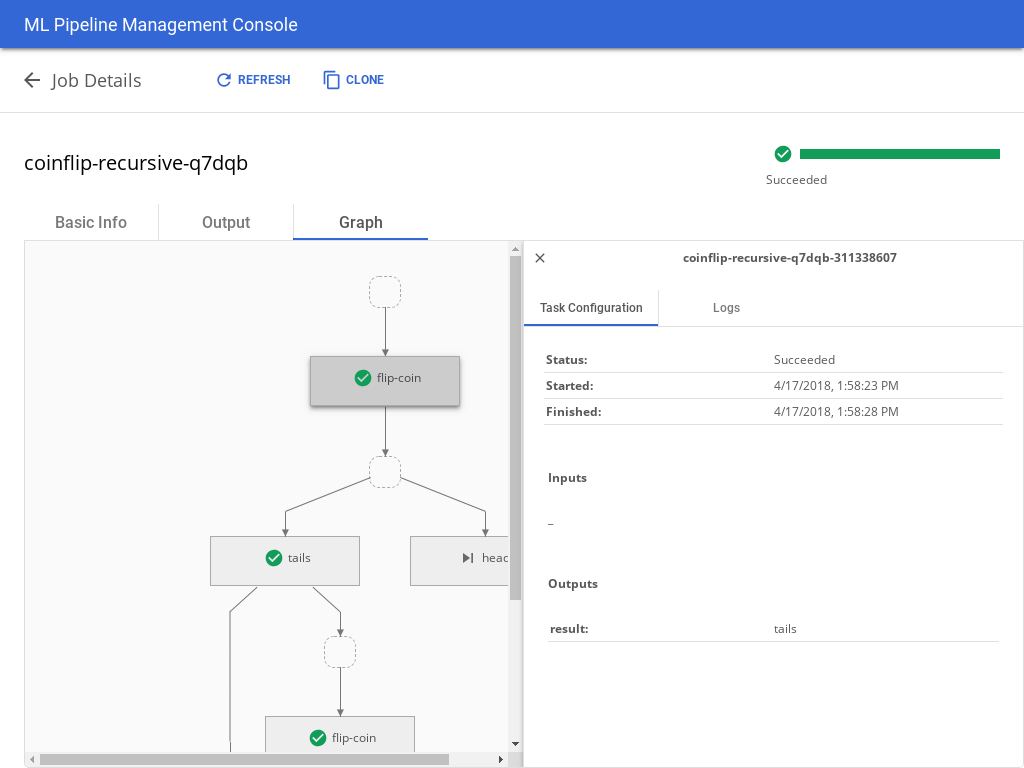 ML Pipeline Management Console
Job Details
REFRESH
CLONE
coinflip-recursive-q7dqb
Succeeded
Basic Info
Output
Graph
flip-coin
tails
heac
flip-coin
coinflip-recursive-q7dqb-311338607
Task Configuration
Logs
Status: Succeeded
Started: 4/17/2018, 1:58:23 PM
Finished: 4/17/2018, 1:58:28 PM
Inputs
–
Outputs
result: tails